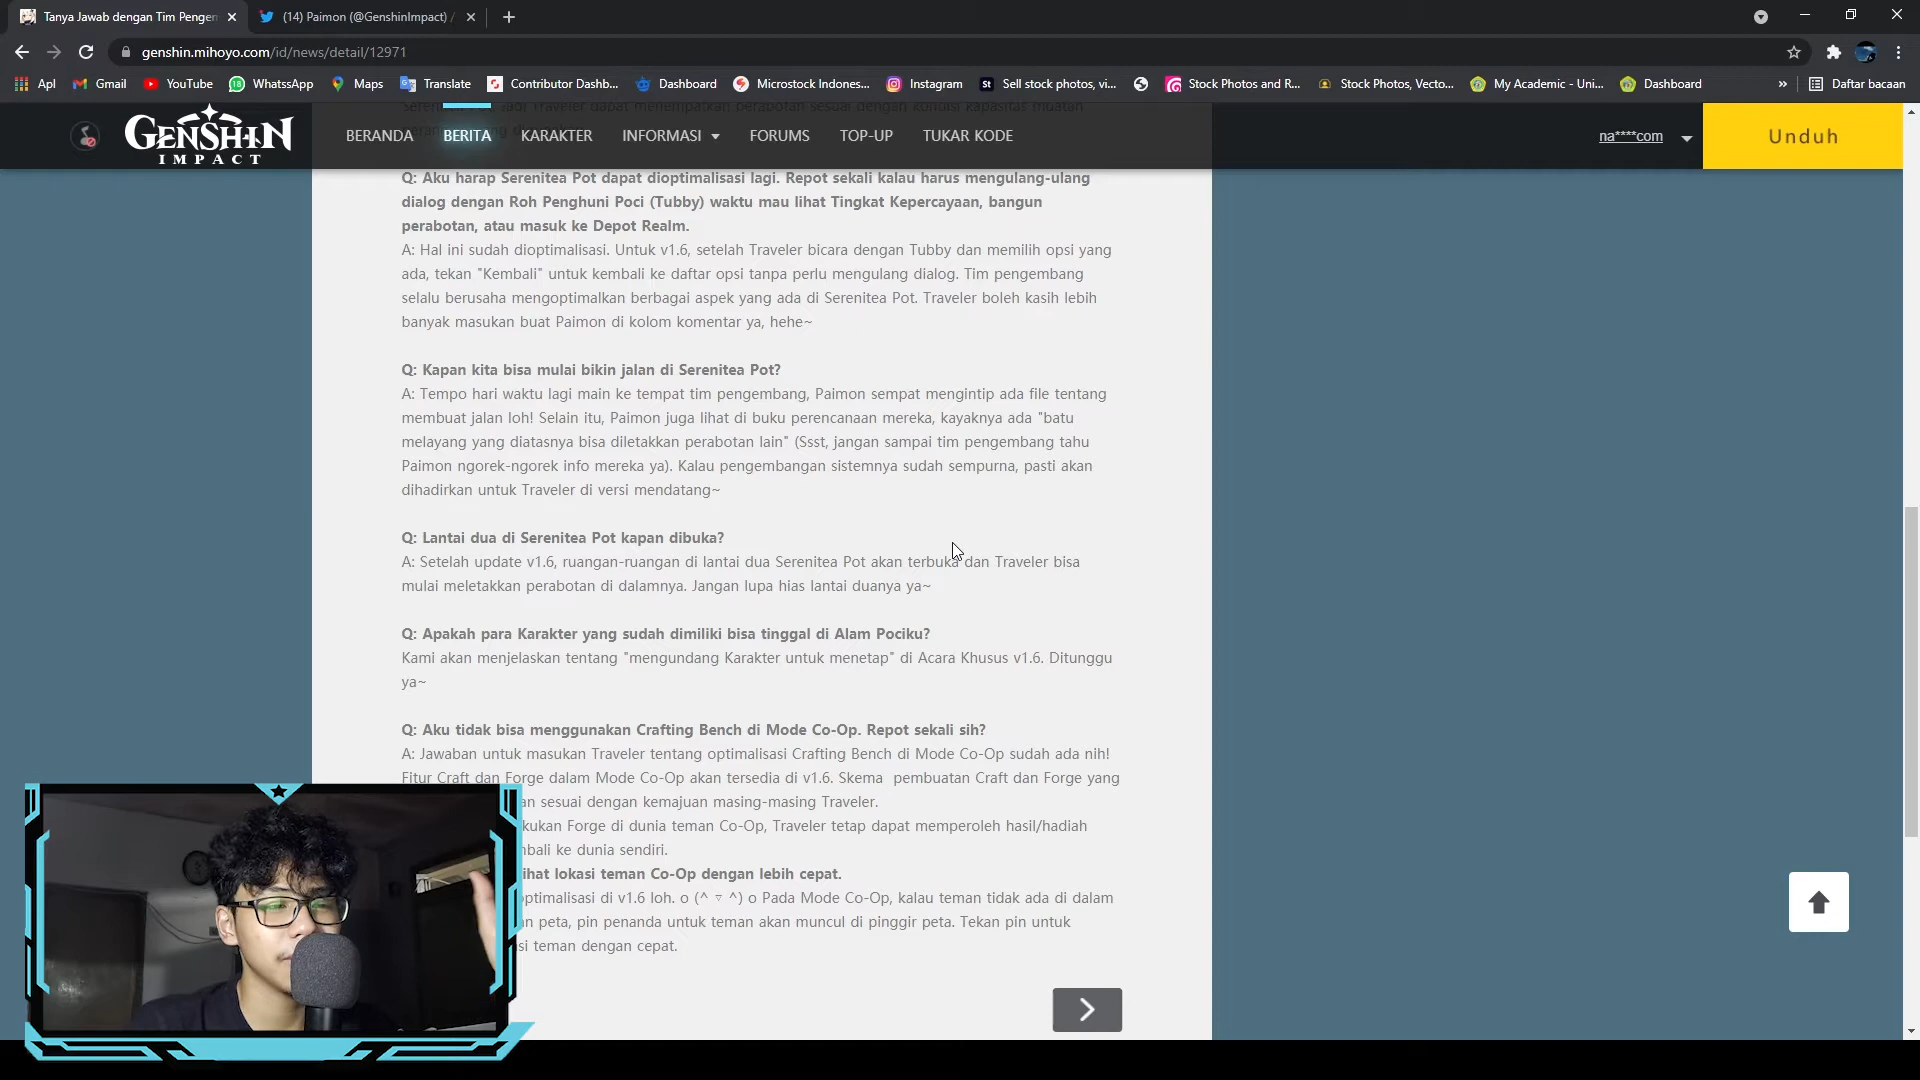 Tanya Jawab dengan Tim Pengen
(14) Paimon (@GenshinImpact) /
genshin.mihoyo.com/id/news/detail/12971
Apl
Gmail
YouTube
WhatssApp
Maps
Translate
Contributor Dashb...
Dashboard
Microstock Indones...
Instagram
Sell stock photos, vi...
Stock Photos and R...
Stock Photos, Vecto...
My Academic - Uni...
Dashboard
»
Daftar bacaan
GENSHIN
IMPACT
BERANDA
BERITA
KARAKTER
INFORMASI
FORUMS
TOP-UP
TUKAR KODE
na****com
Unduh
Jadi Traveler dapat menempatkan perabotan sesuai dengan kondisi kapasitas muatan
Q: Aku harap Serenitea Pot dapat dioptimalisasi lagi. Repot sekali kalau harus mengulang-ulang
dialog dengan Roh Penghuni Poci (Tubby) waktu mau lihat Tingkat Kepercayaan, bangun
perabotan, atau masuk ke Depot Realm.
A: Hal ini sudah dioptimalisasi. Untuk v1.6, setelah Traveler bicara dengan Tubby dan memilih opsi yang
ada, tekan "Kembali" untuk kembali ke daftar opsi tanpa perlu mengulang dialog. Tim pengembang
selalu berusaha mengoptimalkan berbagai aspek yang ada di Serenitea Pot. Traveler boleh kasih lebih
banyak masukan buat Paimon di kolom komentar ya, hehe~
Q: Kapan kita bisa mulai bikin jalan di Serenitea Pot?
A: Tempo hari waktu lagi main ke tempat tim pengembang, Paimon sempat mengintip ada file tentang
membuat jalan loh! Selain itu, Paimon juga lihat di buku perencanaan mereka, kayaknya ada "batu
melayang yang diatasnya bisa diletakkan perabotan lain" (Ssst, jangan sampai tim pengembang tahu
Paimon ngorek-ngorek info mereka ya). Kalau pengembangan sistemnya sudah sempurna, pasti akan
dihadirkan untuk Traveler di versi mendatang~
Q: Lantai dua di Serenitea Pot kapan dibuka?
A: Setelah update v1.6, ruangan-ruangan di lantai dua Serenitea Pot akan terbuka dan Traveler bisa
mulai meletakkan perabotan di dalamnya. Jangan lupa hias lantai duanya ya~
Q: Apakah para Karakter yang sudah dimiliki bisa tinggal di Alam Pociku?
Kami akan menjelaskan tentang "mengundang Karakter untuk menetap" di Acara Khusus v1.6. Ditunggu
ya~
Q: Aku tidak bisa menggunakan Crafting Bench di Mode Co-Op. Repot sekali sih?
A: Jawaban untuk masukan Traveler tentang optimalisasi Crafting Bench di Mode Co-Op sudah ada nih!
Fitur Craft dan Forge dalam Mode Co-Op akan tersedia di v1.6. Skema pembuatan Craft dan Forge yang
an sesuai dengan kemajuan masing-masing Traveler.
kukan Forge di dunia teman Co-Op, Traveler tetap dapat memperoleh hasil/hadiah
mbali ke dunia sendiri.
ihat lokasi teman Co-Op dengan lebih cepat.
optimalisasi di v1.6 loh. o (^ ▿ ^) o Pada Mode Co-Op, kalau teman tidak ada di dalam
an peta, pin penanda untuk teman akan muncul di pinggir peta. Tekan pin untuk
si teman dengan cepat.